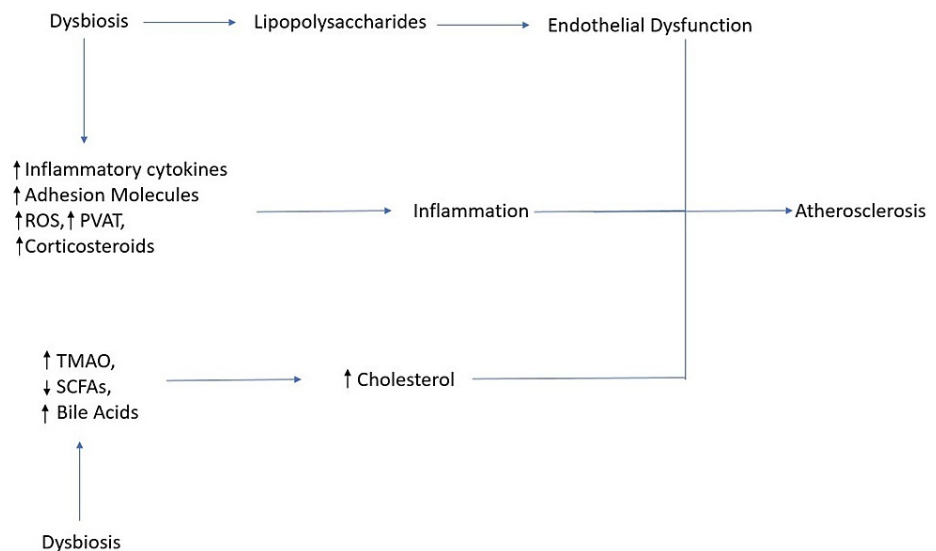 Dysbiosis
Lipopolysaccharides
Endothelial Dysfunction
↑Inflammatory cytokines
↑Adhesion Molecules
↑ROS,↑ PVAT,
↑Corticosteroids
Inflammation
Atherosclerosis
↑ TMAO,
↓ SCFAs,
↑ Bile Acids
↑ Cholesterol
Dysbiosis